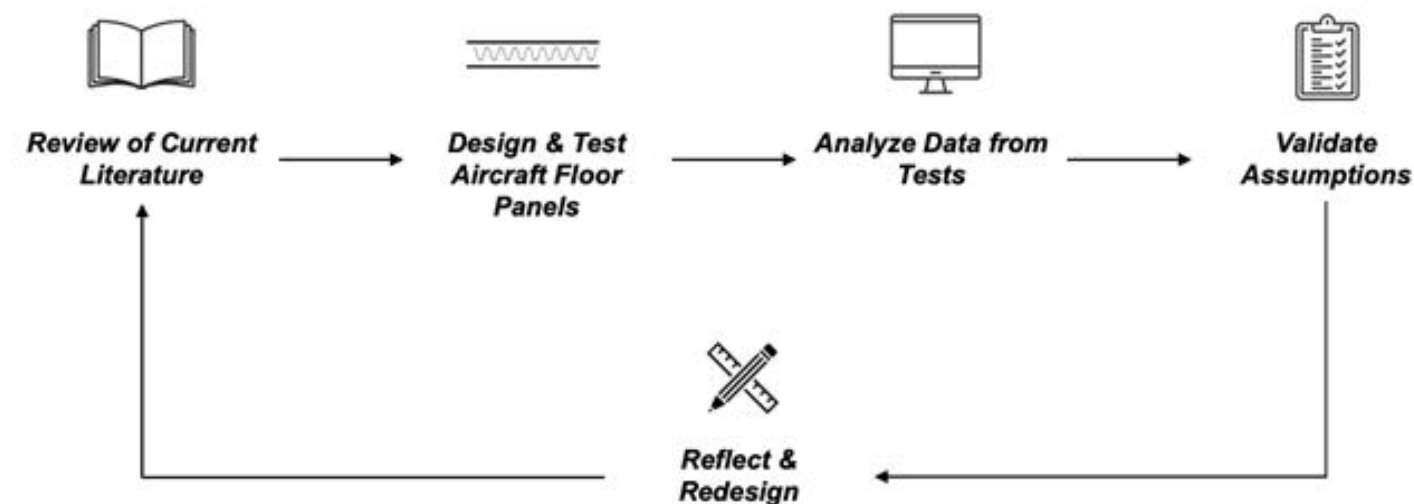 Review of Current
Literature
Design & Test
Aircraft Floor
Panels
Analyze Data from
Tests
Validate
Assumptions
Reflect &
Redesign